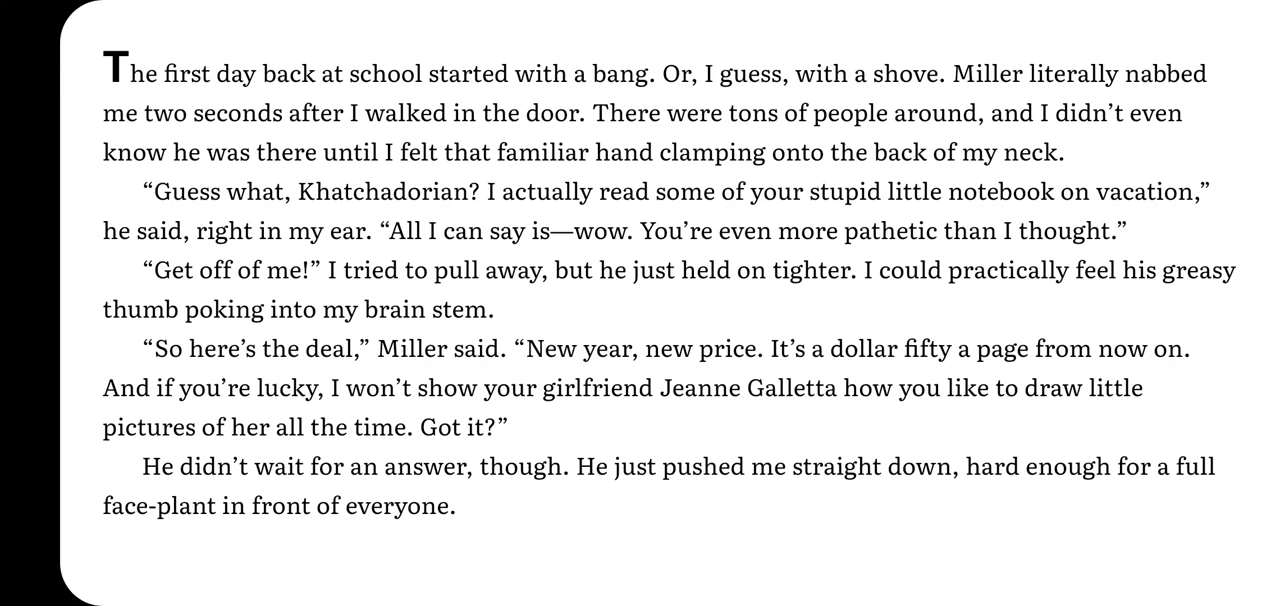 The first day back at school started with a bang. Or, I guess, with a shove. Miller literally nabbed
me two seconds after I walked in the door. There were tons of people around, and I didn’t even
know he was there until I felt that familiar hand clamping onto the back of my neck.
“Guess what, Khatchadorian? I actually read some of your stupid little notebook on vacation,”
he said, right in my ear. “All I can say is—wow. You’re even more pathetic than I thought.”
“Get off of me!” I tried to pull away, but he just held on tighter. I could practically feel his greasy
thumb poking into my brain stem.
“So here’s the deal,” Miller said. “New year, new price. It’s a dollar fifty a page from now on.
And if you’re lucky, I won’t show your girlfriend Jeanne Galletta how you like to draw little
pictures of her all the time. Got it?”
He didn’t wait for an answer, though. He just pushed me straight down, hard enough for a full
face-plant in front of everyone.